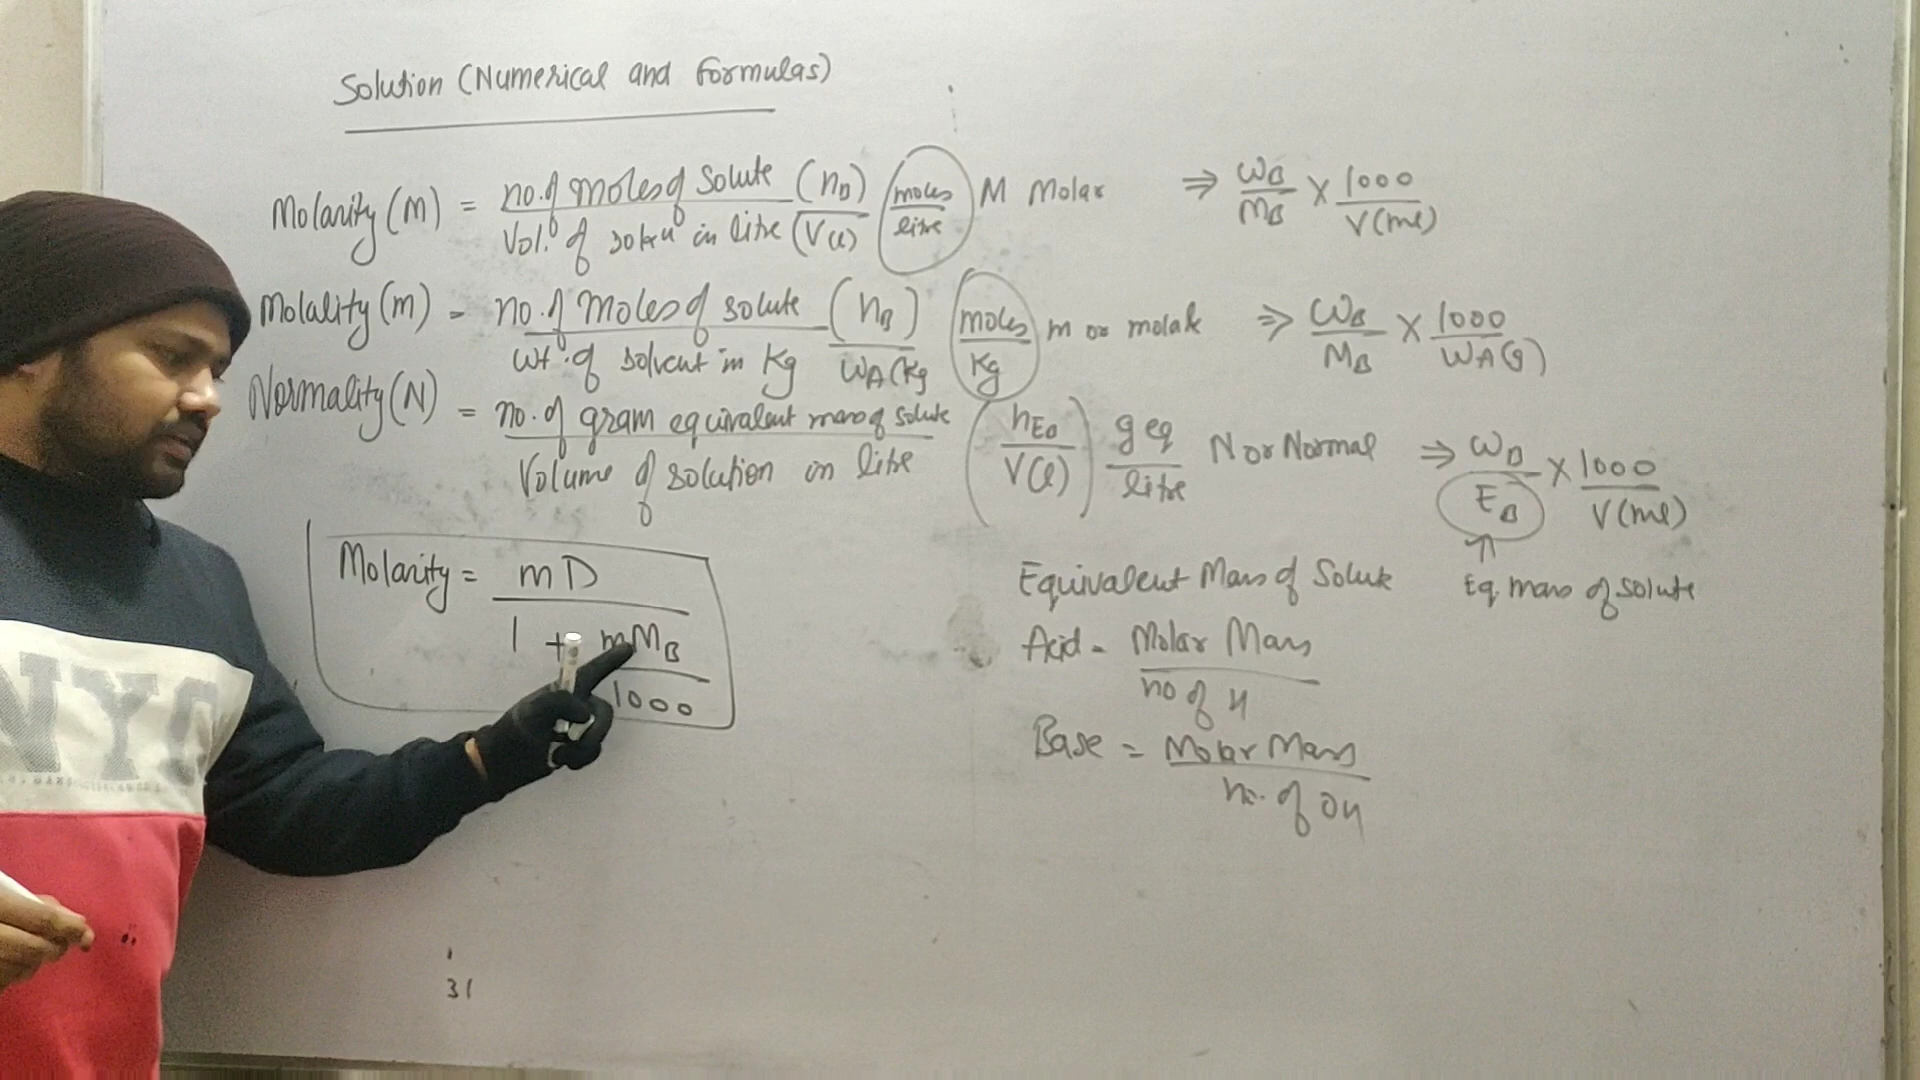 Solution (Numerical and Formulas)
Molarity (M) = no. of moles of Solute / Vol. of solun in litre (nB / V(l)) (moles / litre) M Molar ⇒ WB / MB × 1000 / V(ml)
Molality (m) = no. of moles of solute / wt. of solvent in Kg (nB / WA(Kg) (moles / Kg) m or molal ⇒ WB / MB × 1000 / WA(g)
Normality (N) = no. of gram equivalent mass of solute / Volume of solution in litre (nEB / V(l)) g eq / litre N or Normal ⇒ WB / EB × 1000 / V(ml)
Eq. mass of solute
Molarity = mD / 1 + mMB / 1000
Equivalent Mass of Solute
Acid = Molar Mass / no of H
Base = Molar Mass / no. of OH
31
NYC